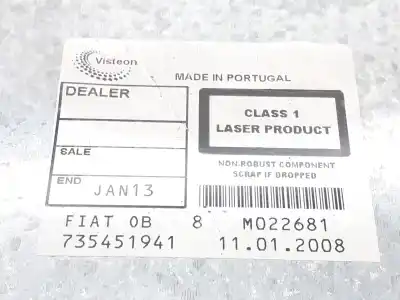 Visteon
MADE IN PORTUGAL
DEALER
CLASS 1
LASER PRODUCT
SALE
NON-ROBUST COMPONENT
SCRAP IF DROPPED
END JAN13
FIAT OB 8 M022681
735451941 11.01.2008